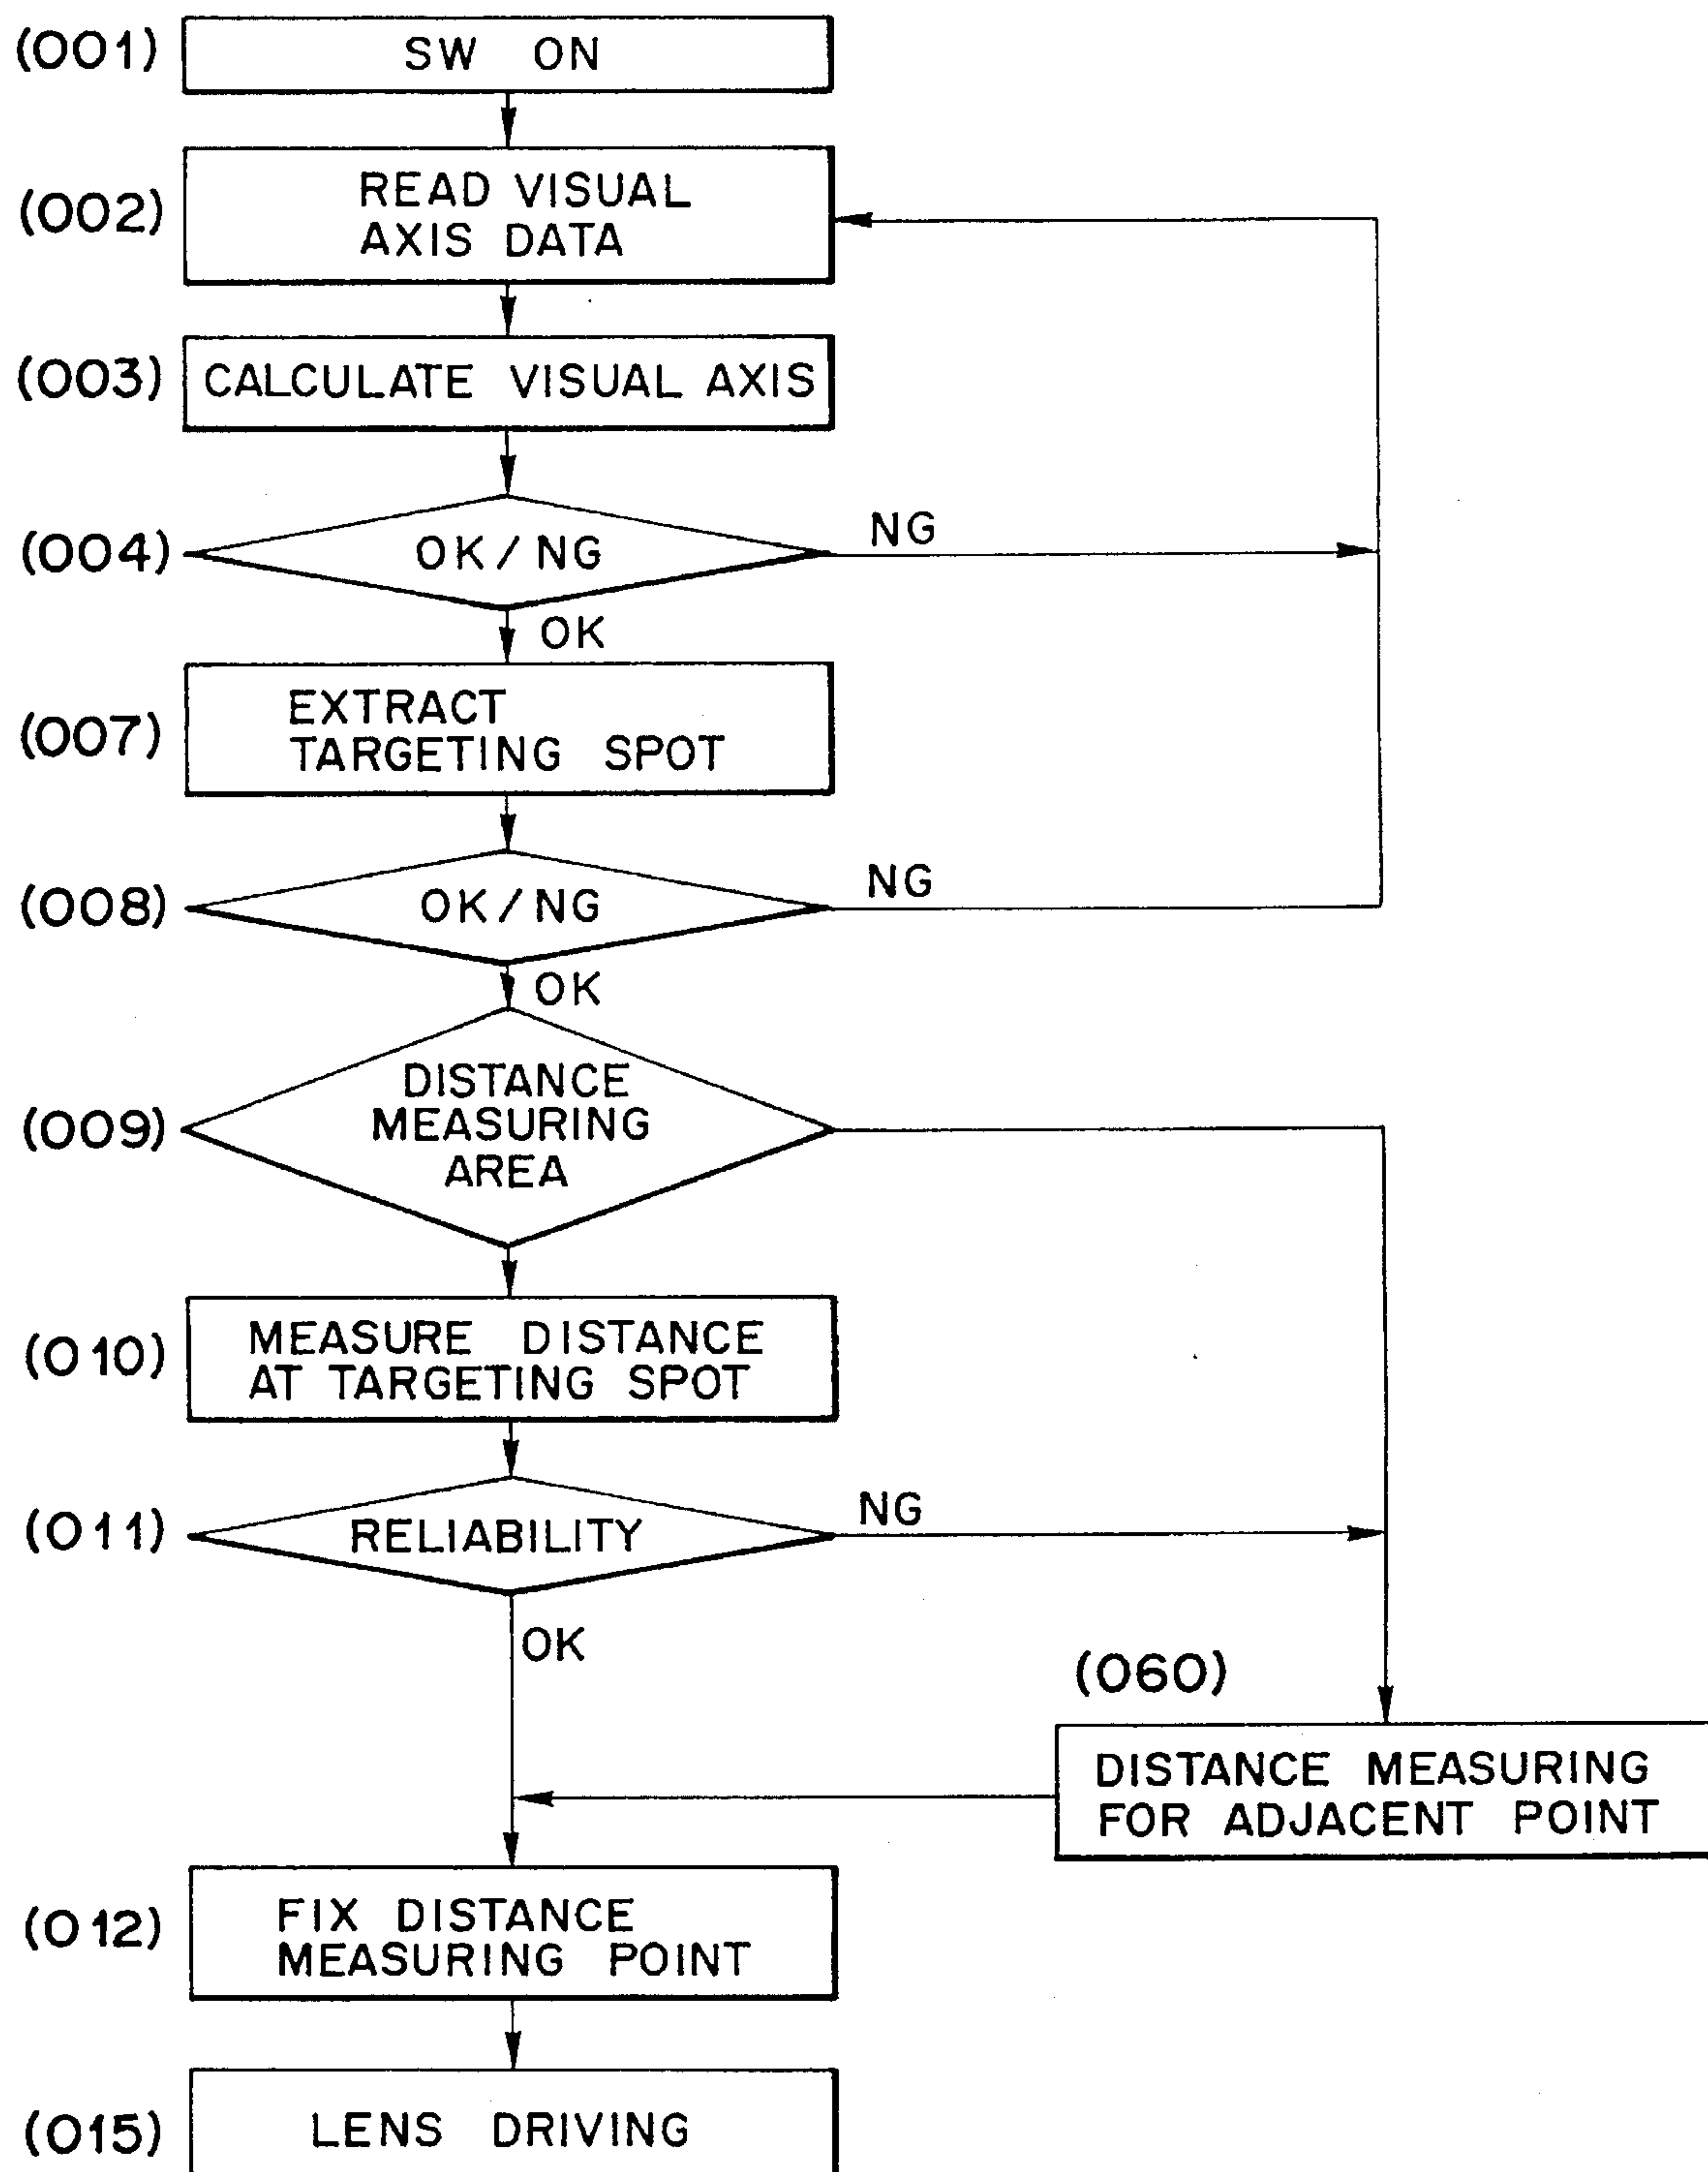 (001)
SW ON
(002)
READ VISUAL
AXIS DATA
(003)
CALCULATE VISUAL AXIS
(004)
OK/NG
NG
OK
(007)
EXTRACT
TARGETING SPOT
(008)
OK/NG
NG
OK
(009)
DISTANCE
MEASURING
AREA
(010)
MEASURE DISTANCE
AT TARGETING SPOT
(011)
RELIABILITY
NG
OK
(060)
DISTANCE MEASURING
FOR ADJACENT POINT
(012)
FIX DISTANCE
MEASURING POINT
(015)
LENS DRIVING